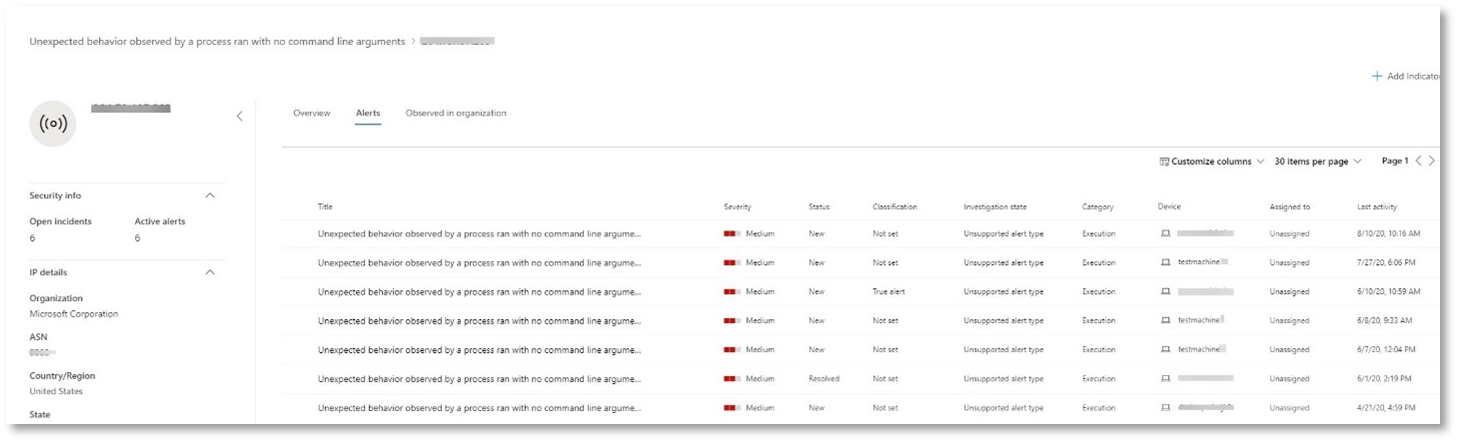 Unexpected behavior observed by a process ran with no command line arguments >
+ Add Indicator
Overview Alerts Observed in organization
Customize columns 30 items per page Page 1
Security info
Open incidents Active alerts
6 6
IP details
Organization
Microsoft Corporation
ASN
Country/Region
United States
State
Title Severity Status Classification Investigation state Category Device Assigned to Last activity
Unexpected behavior observed by a process ran with no command line argume... Medium New Not set Unsupported alert type Execution Unassigned 8/10/20, 10:16 AM
Unexpected behavior observed by a process ran with no command line argume... Medium New Not set Unsupported alert type Execution testmachine Unassigned 7/27/20, 6:06 PM
Unexpected behavior observed by a process ran with no command line argume... Medium New True alert Unsupported alert type Execution Unassigned 6/10/20, 10:59 AM
Unexpected behavior observed by a process ran with no command line argume... Medium New Not set Unsupported alert type Execution testmachine Unassigned 6/8/20, 9:33 AM
Unexpected behavior observed by a process ran with no command line argume... Medium New Not set Unsupported alert type Execution testmachine Unassigned 6/7/20, 12:04 PM
Unexpected behavior observed by a process ran with no command line argume... Medium Resolved Not set Unsupported alert type Execution Unassigned 6/1/20, 2:19 PM
Unexpected behavior observed by a process ran with no command line argume... Medium New Not set Unsupported alert type Execution Unassigned 4/21/20, 4:59 PM